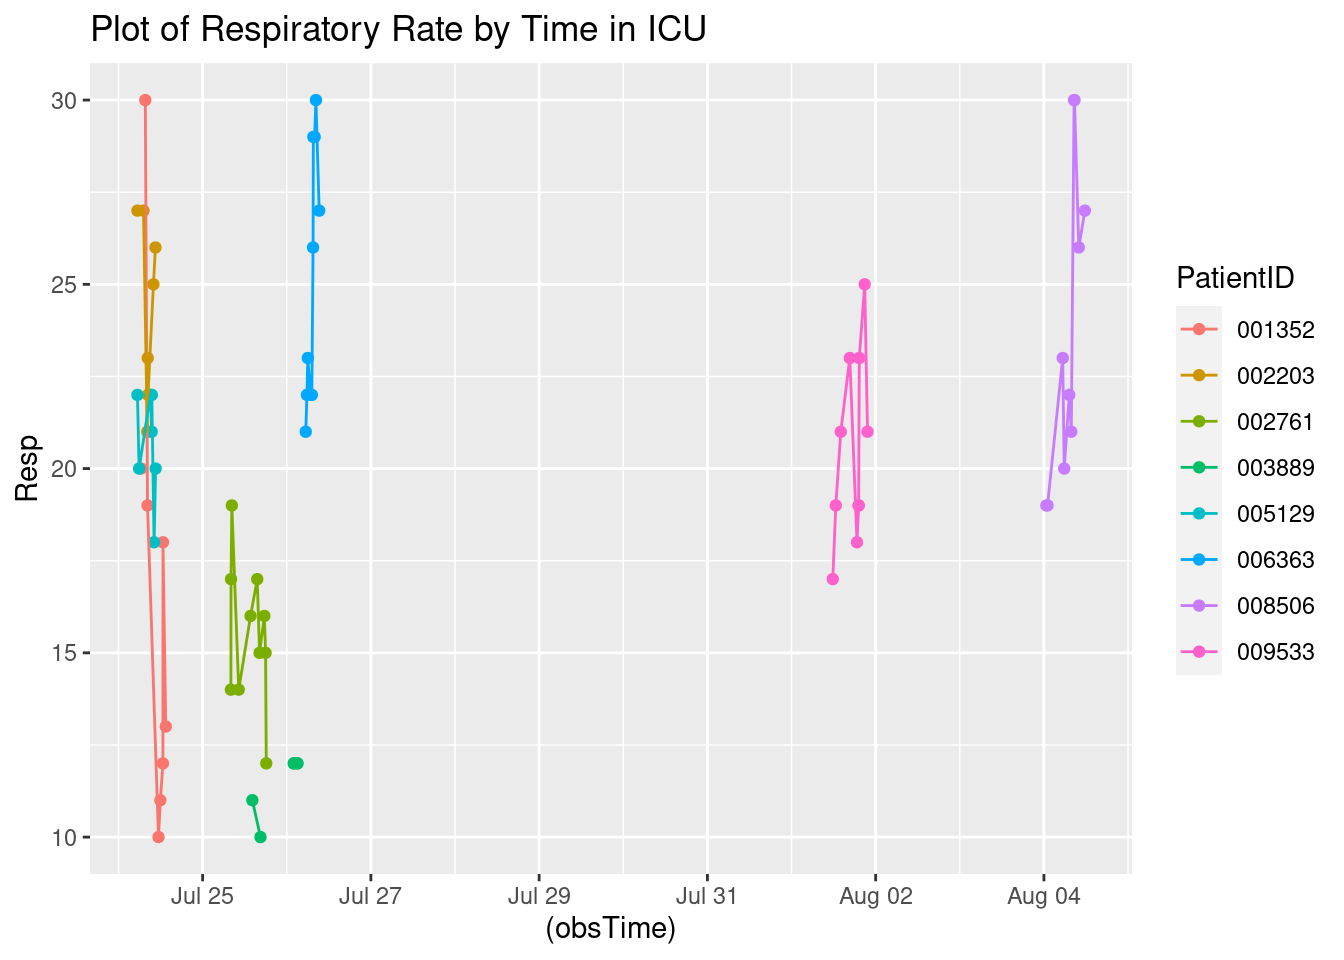 Plot of Respiratory Rate by Time in ICU
30
25
20
15
10
Resp
Jul 25 Jul 27 Jul 29 Jul 31 Aug 02 Aug 04
(obsTime)
PatientID
001352
002203
002761
003889
005129
006363
008506
009533